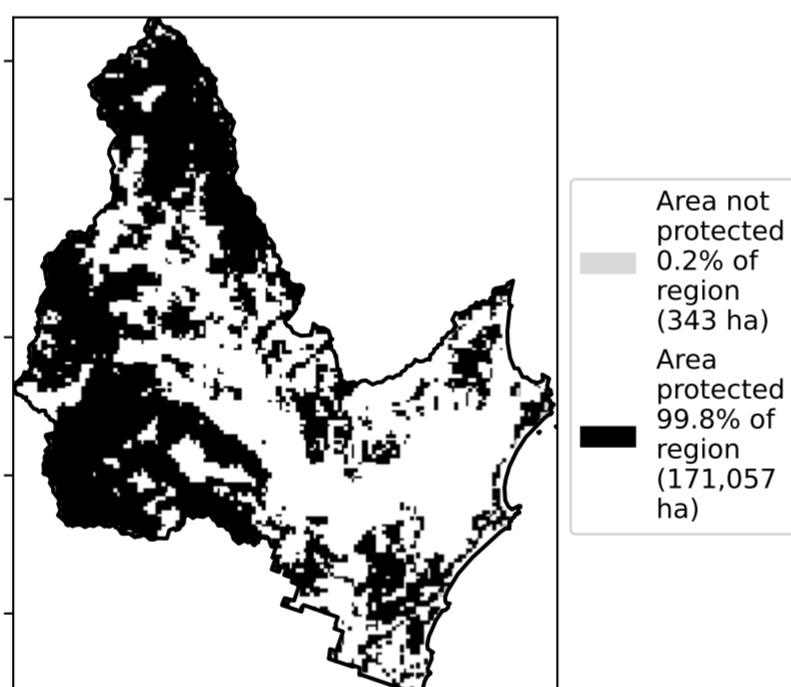 Area not
protected
0.2% of
region
(343 ha)
Area
protected
99.8% of
region
(171,057
ha)